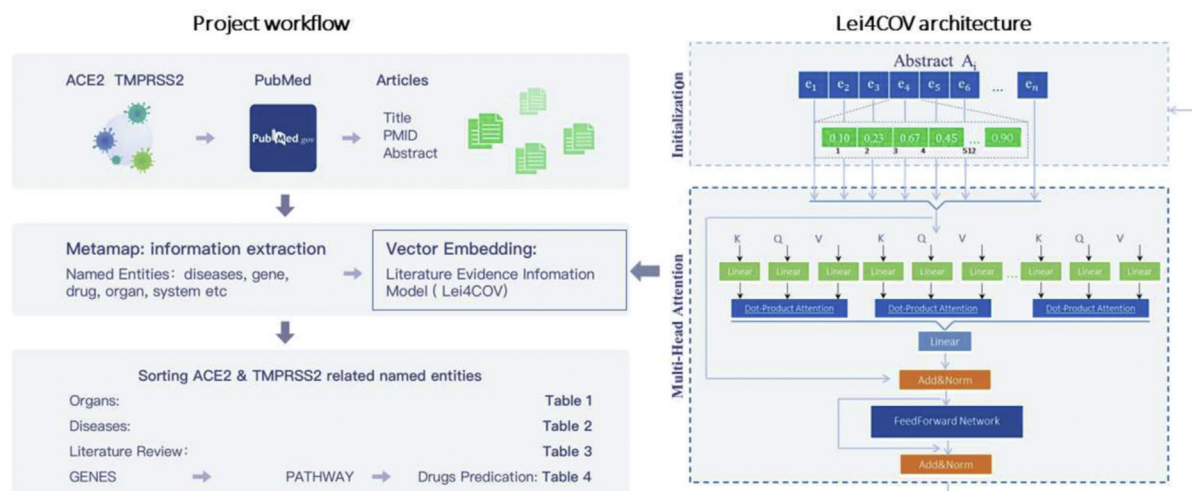 Project workflow
ACE2 TMPRSS2
PubMed
Articles
PubMed.gov
Title
PMID
Abstract
Metamap: information extraction
Named Entities: diseases, gene,
drug, organ, system etc
Vector Embedding:
Literature Evidence Infomation
Model ( Lei4COV)
Sorting ACE2 & TMPRSS2 related named entities
Organs: Table 1
Diseases: Table 2
Literature Review: Table 3
GENES PATHWAY Drugs Predication: Table 4
Lei4COV architecture
Initialization
Abstract Ai
e1 e2 e3 e4 e5 e6 ... en
0.10 0.23 0.67 0.45 ... 0.90
1 2 3 4 512
Multi-Head Attention
K Q V K Q V K Q V
Linear Linear Linear Linear Linear Linear ... Linear Linear Linear
Dot-Product Attention Dot-Product Attention Dot-Product Attention
Linear
Add&Norm
FeedForward Network
Add&Norm